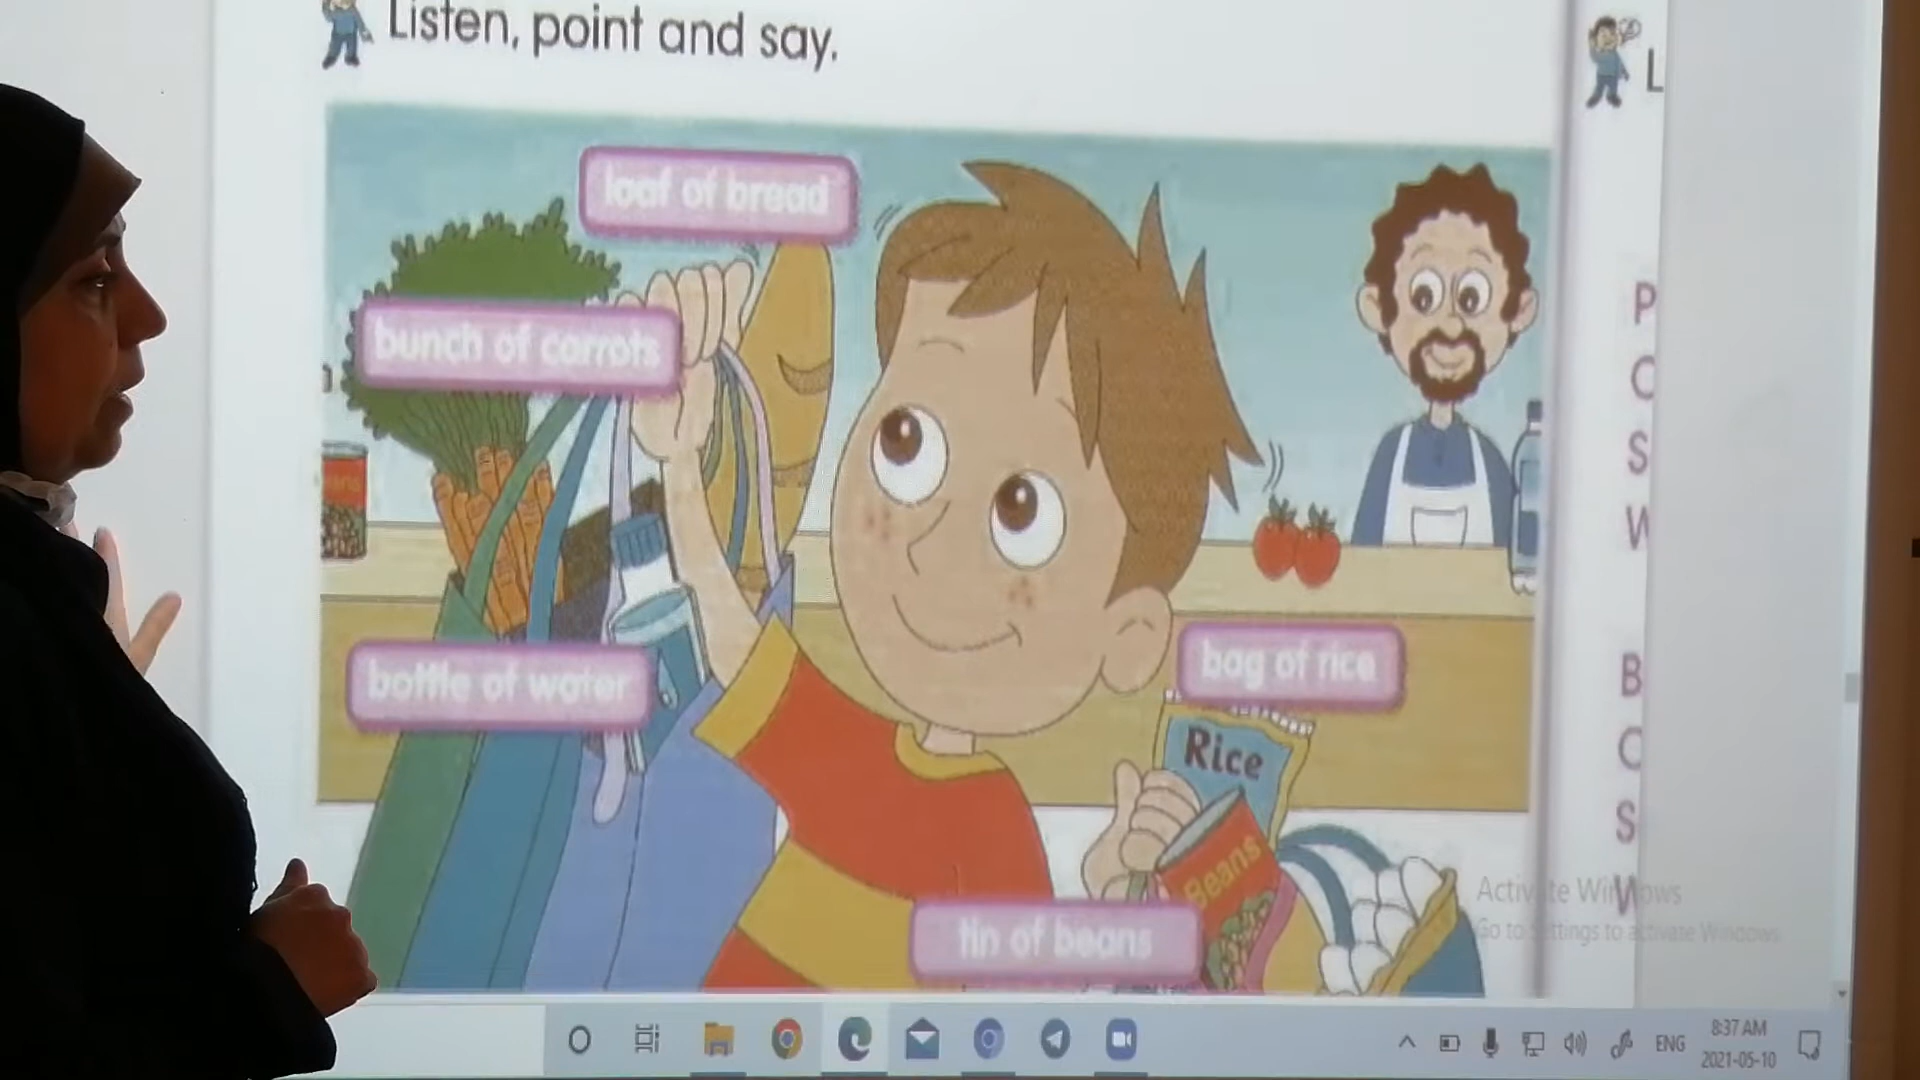 Listen, point and say.
L
loaf of bread
bunch of carrots
bottle of water
bag of rice
Rice
Beans
tin of beans
P
C
S
W
B
C
S
W
Activate Windows
Go to Settings to activate Windows.
ENG
8:37 AM
2021-05-10